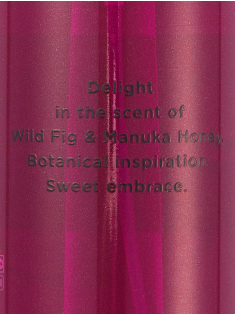 Delight
in the scent of
Wild Fig & Manuka Honey.
Botanical inspiration.
Sweet embrace.